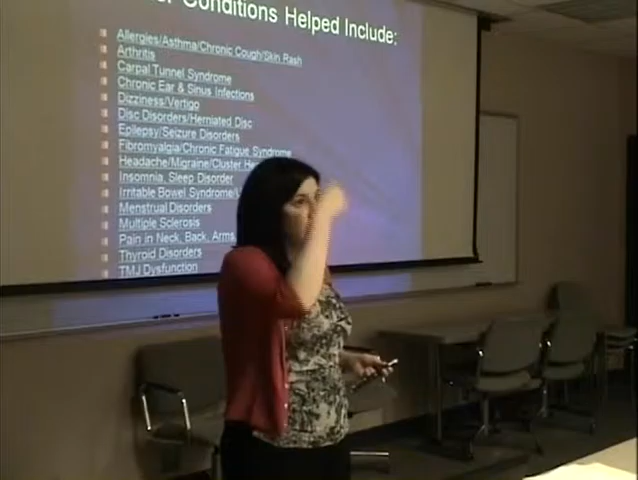 Conditions Helped Include:
Allergies/Asthma/Chronic Cough/Skin Rash
Arthritis
Carpal Tunnel Syndrome
Chronic Ear & Sinus Infections
Dizziness/Vertigo
Disc Disorders/Herniated Disc
Epilepsy/Seizure Disorders
Fibromyalgia/Chronic Fatigue Syndrome
Headache/Migraine/Cluster
Insomnia, Sleep Disorder
Irritable Bowel Syndrome/
Menstrual Disorders
Multiple Sclerosis
Pain in Neck, Back, Arms,
Thyroid Disorders
TMJ Dysfunction